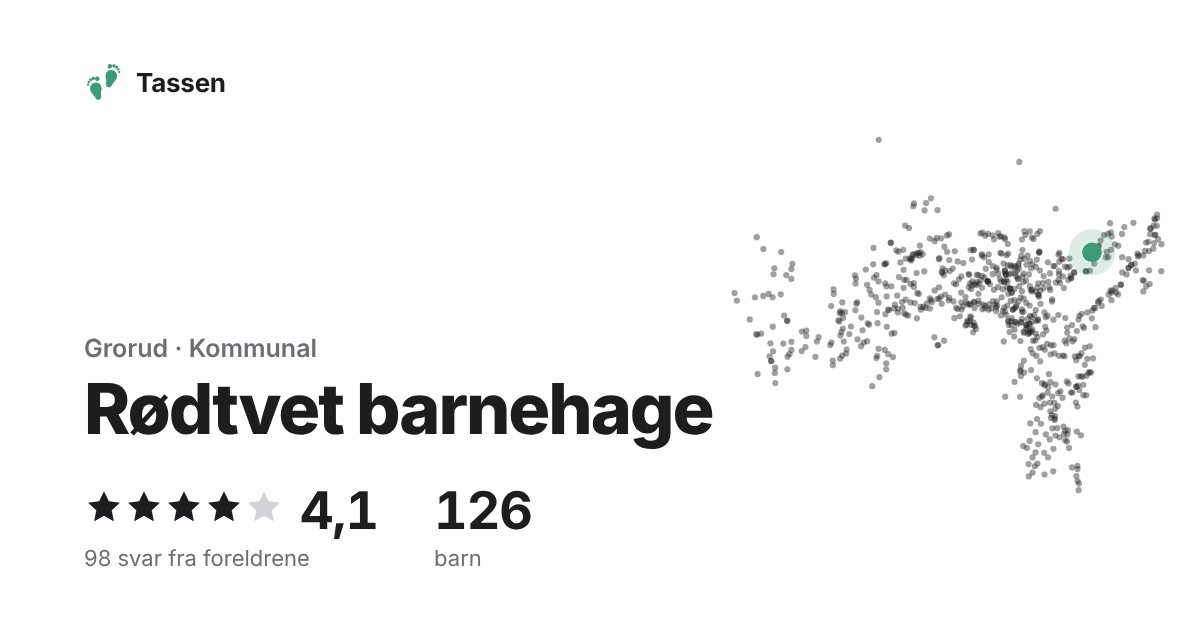 Tassen
Grorud · Kommunal
Rødtvet barnehage
4,1
126
98 svar fra foreldrene
barn